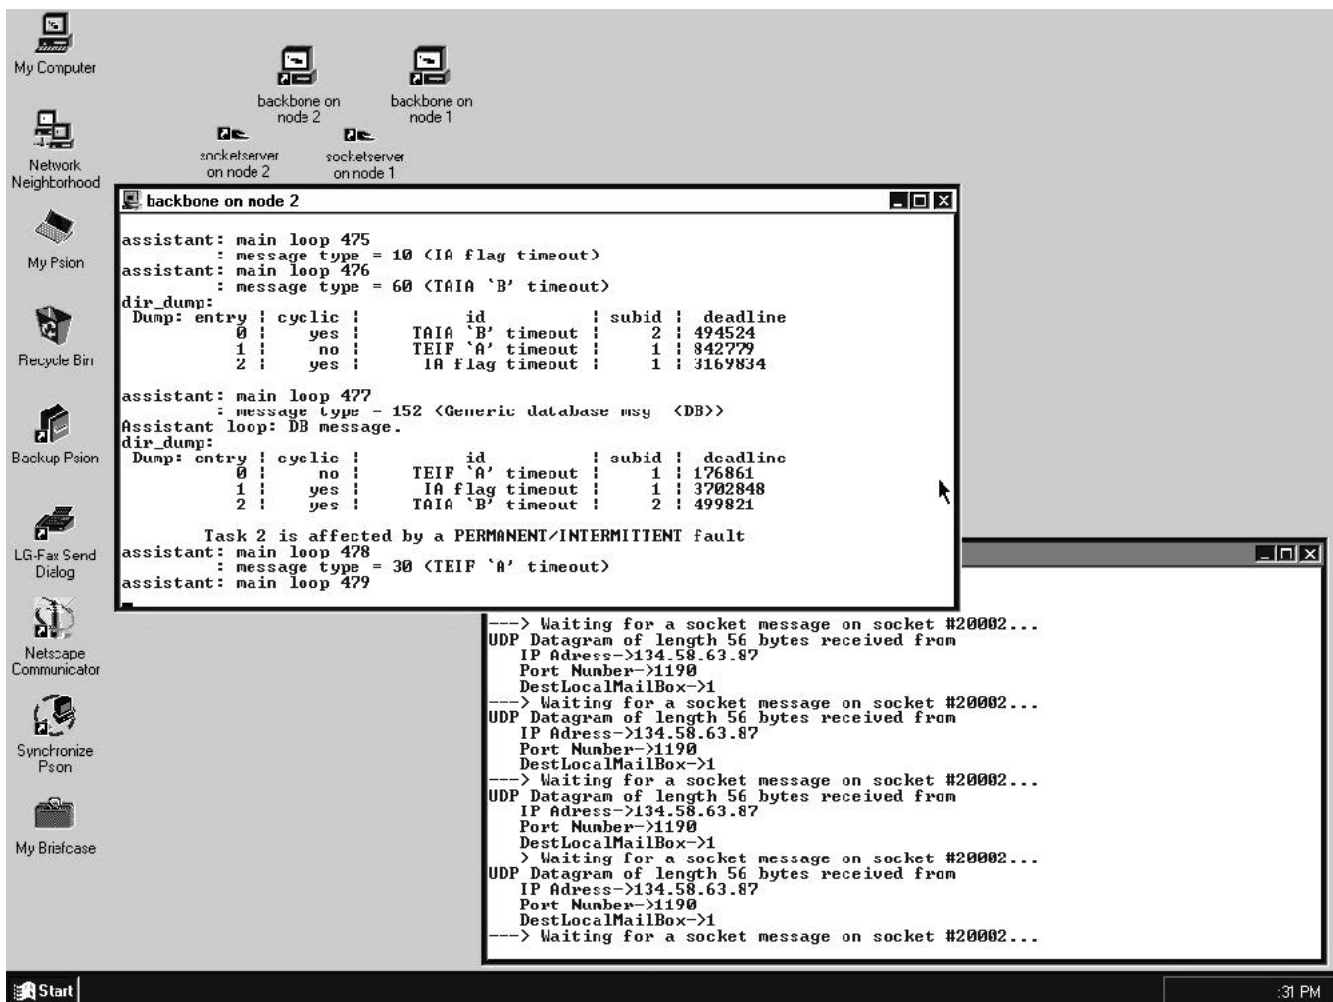 My Computer
backbone on
node 2
backbone on
node 1
socketserver
on node 2
socketserver
on node 1
Network
Neighborhood
My Psion
Recycle Bin
Backup Psion
LG-Fax Send
Dialog
Netscape
Communicator
Synchronize
Pson
My Briefcase
backbone on node 2
assistant: main loop 475
: message type = 10 (IA flag timeout)
assistant: main loop 476
: message type = 60 (TAIA `B' timeout)
dir_dump:
Dump: entry | cyclic | id | subid | deadline
0 | yes | TAIA `B' timeout | 2 | 494524
1 | no | TEIF `A' timeout | 1 | 842779
2 | yes | IA flag timeout | 1 | 3169834
assistant: main loop 477
: message type = 152 (Generic database msg (DB))
Assistant loop: DB message.
dir_dump:
Dump: entry | cyclic | id | subid | deadline
0 | no | TEIF `A' timeout | 1 | 176861
1 | yes | IA flag timeout | 1 | 3702848
2 | yes | TAIA `B' timeout | 2 | 499821
Task 2 is affected by a PERMANENT/INTERMITTENT fault
assistant: main loop 478
: message type = 30 (TEIF `A' timeout)
assistant: main loop 479
---> Waiting for a socket message on socket #20002...
UDP Datagram of length 56 bytes received from
IP Adress->134.58.63.87
Port Number->1190
DestLocalMailBox->1
---> Waiting for a socket message on socket #20002...
UDP Datagram of length 56 bytes received from
IP Adress->134.58.63.87
Port Number->1190
DestLocalMailBox->1
---> Waiting for a socket message on socket #20002...
UDP Datagram of length 56 bytes received from
IP Adress->134.58.63.87
Port Number->1190
DestLocalMailBox->1
> Waiting for a socket message on socket #20002...
UDP Datagram of length 56 bytes received from
IP Adress->134.58.63.87
Port Number->1190
DestLocalMailBox->1
---> Waiting for a socket message on socket #20002...
Start
:31 PM